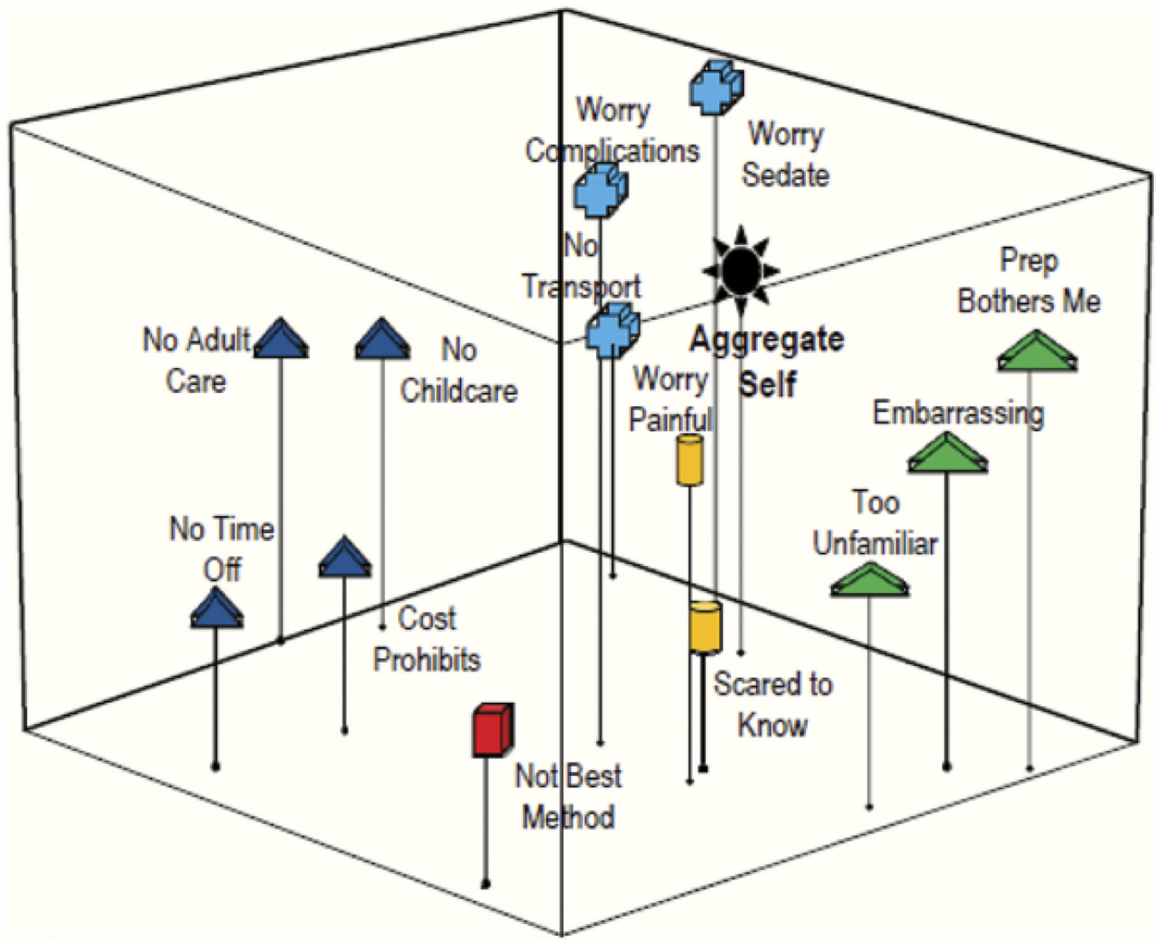 Worry
Complications
Worry
Sedate
No
Transport
Prep
Bothers Me
No Adult
Care
No
Childcare
Aggregate
Self
Worry
Painful
Embarrassing
Too
Unfamiliar
No Time
Off
Cost
Prohibits
Scared to
Know
Not Best
Method